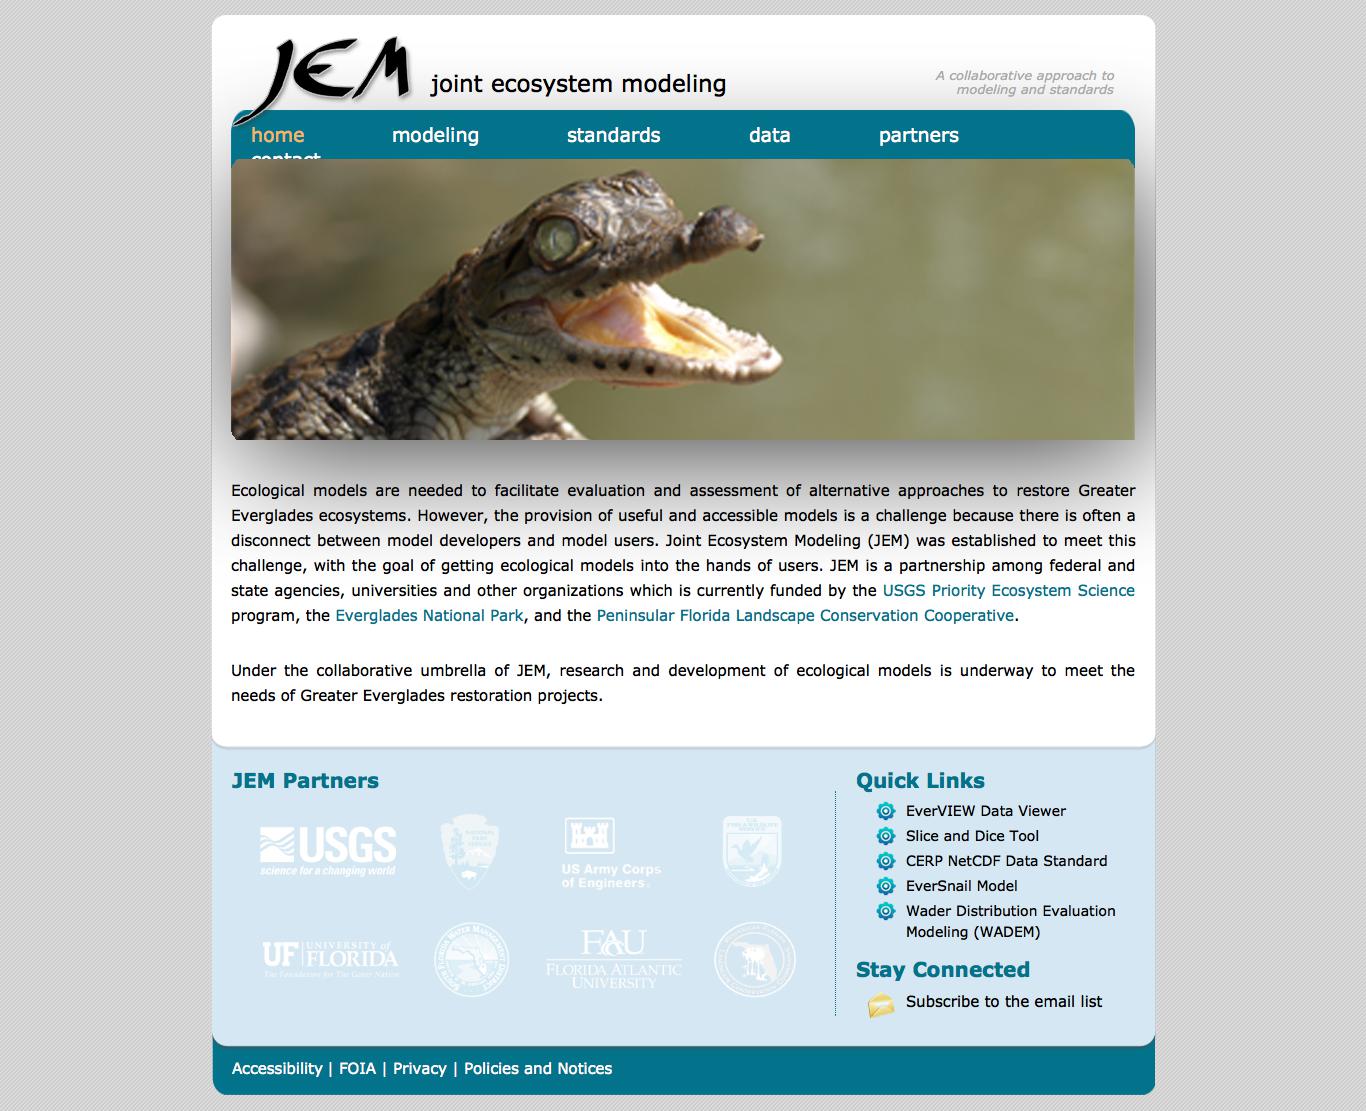 JEM
joint ecosystem modeling
A collaborative approach to
modeling and standards
home modeling standards data partners
contact
Ecological models are needed to facilitate evaluation and assessment of alternative approaches to restore Greater
Everglades ecosystems. However, the provision of useful and accessible models is a challenge because there is often a
disconnect between model developers and model users. Joint Ecosystem Modeling (JEM) was established to meet this
challenge, with the goal of getting ecological models into the hands of users. JEM is a partnership among federal and
state agencies, universities and other organizations which is currently funded by the USGS Priority Ecosystem Science
program, the Everglades National Park, and the Peninsular Florida Landscape Conservation Cooperative.
Under the collaborative umbrella of JEM, research and development of ecological models is underway to meet the
needs of Greater Everglades restoration projects.
JEM Partners
USGS
science for a changing world
NATIONAL
PARK
SERVICE
US Army Corps
of Engineers
UF UNIVERSITY of
FLORIDA
The Foundation for The Gator Nation
SOUTH FLORIDA WATER MANAGEMENT DISTRICT
FAU
FLORIDA ATLANTIC
UNIVERSITY
Quick Links
EverVIEW Data Viewer
Slice and Dice Tool
CERP NetCDF Data Standard
EverSnail Model
Wader Distribution Evaluation
Modeling (WADEM)
Stay Connected
Subscribe to the email list
Accessibility | FOIA | Privacy | Policies and Notices